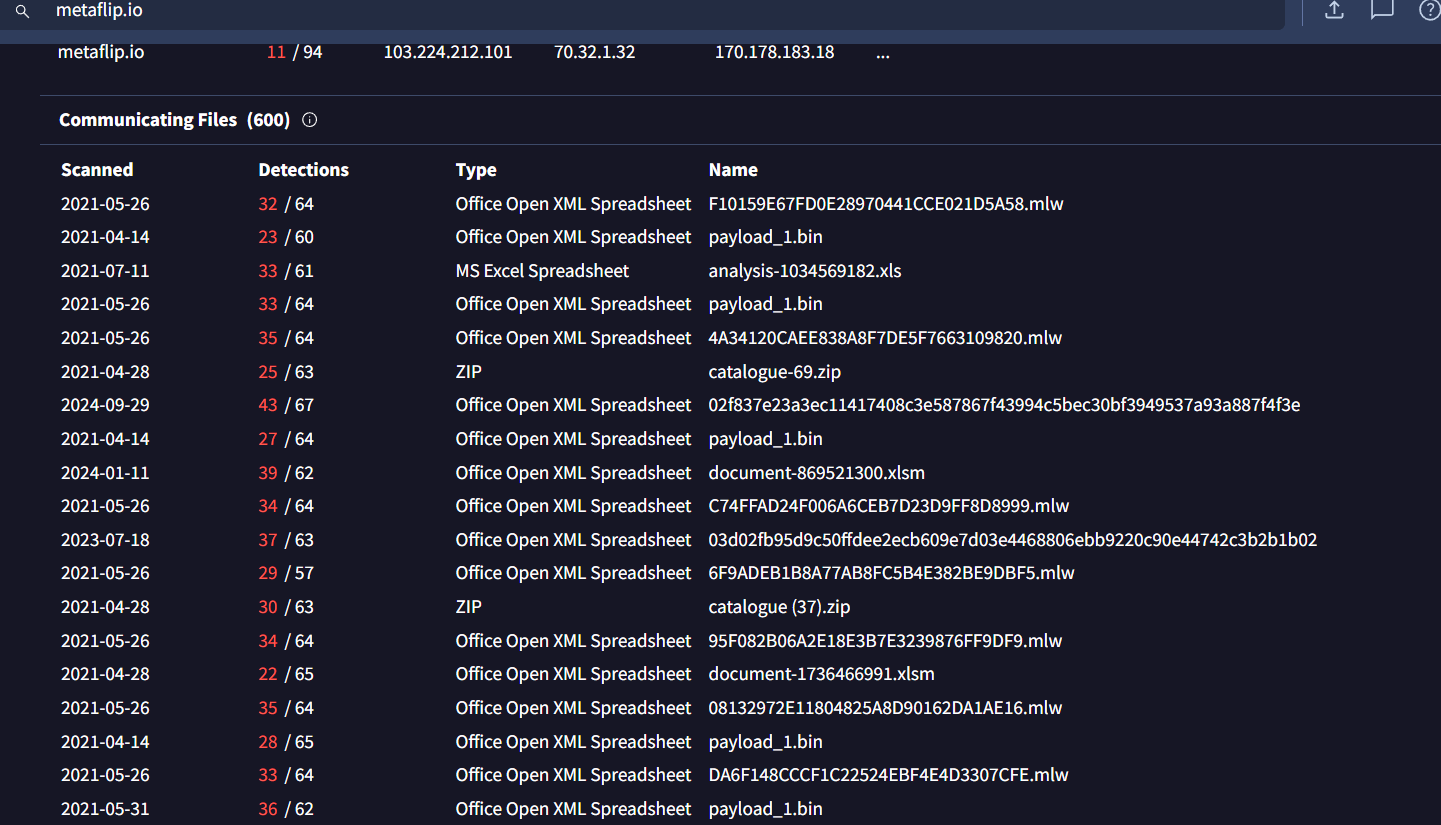 metaflip.io
metaflip.io 11 / 94 103.224.212.101 70.32.1.32 170.178.183.18 ...
Communicating Files (600)
Scanned Detections Type Name
2021-05-26 32 / 64 Office Open XML Spreadsheet F10159E67FD0E28970441CCE021D5A58.mlw
2021-04-14 23 / 60 Office Open XML Spreadsheet payload_1.bin
2021-07-11 33 / 61 MS Excel Spreadsheet analysis-1034569182.xls
2021-05-26 33 / 64 Office Open XML Spreadsheet payload_1.bin
2021-05-26 35 / 64 Office Open XML Spreadsheet 4A34120CAEE838A8F7DE5F7663109820.mlw
2021-04-28 25 / 63 ZIP catalogue-69.zip
2024-09-29 43 / 67 Office Open XML Spreadsheet 02f837e23a3ec11417408c3e587867f43994c5bec30bf3949537a93a887f4f3e
2021-04-14 27 / 64 Office Open XML Spreadsheet payload_1.bin
2024-01-11 39 / 62 Office Open XML Spreadsheet document-869521300.xlsm
2021-05-26 34 / 64 Office Open XML Spreadsheet C74FFAD24F006A6CEB7D23D9FF8D8999.mlw
2023-07-18 37 / 63 Office Open XML Spreadsheet 03d02fb95d9c50ffdee2ecb609e7d03e4468806ebb9220c90e44742c3b2b1b02
2021-05-26 29 / 57 Office Open XML Spreadsheet 6F9ADEB1B8A77AB8FC5B4E382BE9DBF5.mlw
2021-04-28 30 / 63 ZIP catalogue (37).zip
2021-05-26 34 / 64 Office Open XML Spreadsheet 95F082B06A2E18E3B7E3239876FF9DF9.mlw
2021-04-28 22 / 65 Office Open XML Spreadsheet document-1736466991.xlsm
2021-05-26 35 / 64 Office Open XML Spreadsheet 08132972E11804825A8D90162DA1AE16.mlw
2021-04-14 28 / 65 Office Open XML Spreadsheet payload_1.bin
2021-05-26 33 / 64 Office Open XML Spreadsheet DA6F148CCCF1C22524EBF4E4D3307CFE.mlw
2021-05-31 36 / 62 Office Open XML Spreadsheet payload_1.bin